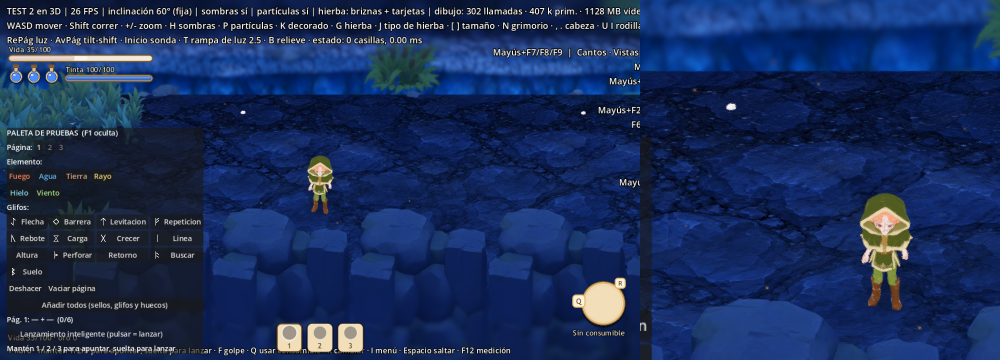 TEST 2 en 3D | 26 FPS | inclinación 60° (fija) | sombras sí | partículas sí | hierba: briznas + tarjetas | dibujo: 302 llamadas · 407 k prim. · 1128 MB víde
WASD mover · Shift correr · +/- zoom · H sombras · P partículas · K decorado · G hierba · J tipo de hierba · [ ] tamaño · N grimorio · , . cabeza · U I rodilla
RePág luz · AvPág tilt-shift · Inicio sonda · T rampa de luz 2.5 · B relieve · estado: 0 casillas, 0.00 ms
Vida 35/100
Mayús+F7/F8/F9 | Cantos · Vistas
M
Tinta 100/100
Mayús+
Mayús+F2
F6
PALETA DE PRUEBAS (F1 oculta)
Página: 1 2 3
Elemento:
Fuego Agua Tierra Rayo
Mayú
Hielo Viento
Glifos:
Flecha Barrera Levitacion Repeticion
Rebote Carga Crecer Linea
Altura Perforar Retorno Buscar
Suelo
R
Deshacer Vaciar página
Q
Añadir todos (sellos, glifos y huecos)
Pág. 1: — + — (0/6)
n
Lanzamiento inteligente (pulsar = lanzar)
Sin consumible
1 2 3
Mantén 1 / 2 / 3 para apuntar, suelta para lanzar
lanzar · F golpe · Q usar · I menú · Espacio saltar · F12 medición